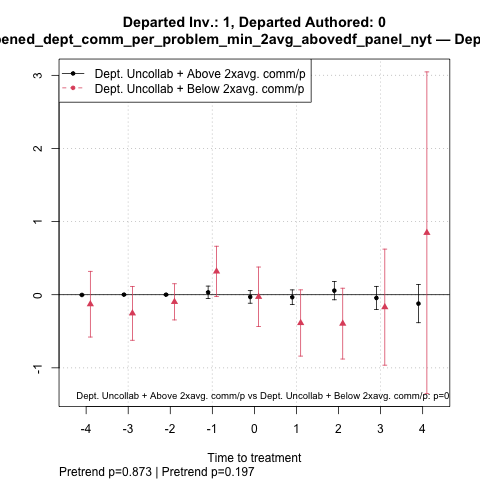 Departed Inv.: 1, Departed Authored: 0
ened_dept_comm_per_problem_min_2avg_abovedf_panel_nyt — Dep
Dept. Uncollab + Above 2xavg. comm/p
Dept. Uncollab + Below 2xavg. comm/p
3
2
1
0
-1
Dept. Uncollab + Above 2xavg. comm/p vs Dept. Uncollab + Below 2xavg. comm/p: p=0
-4 -3 -2 -1 0 1 2 3 4
Time to treatment
Pretrend p=0.873 | Pretrend p=0.197